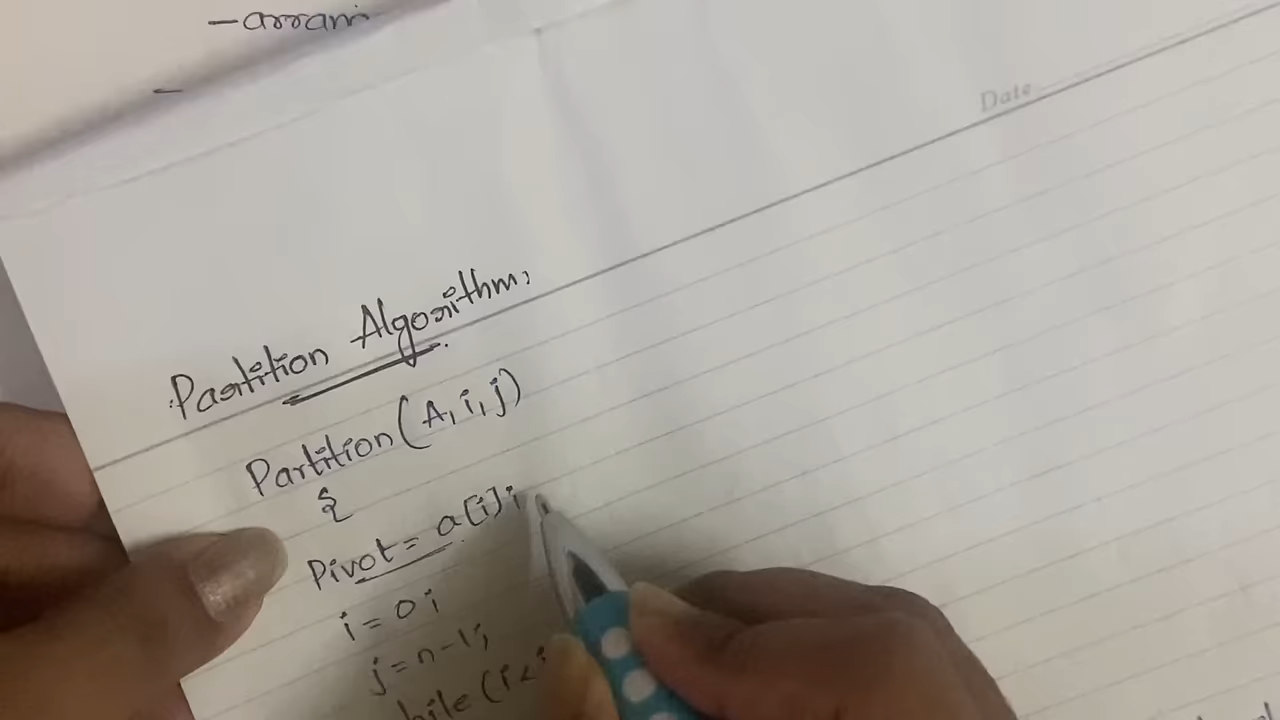 Date
Partition Algorithm,
Partition (A, i, j)
{
Pivot = a[i];
i = 0;
j = n-1;
(i <